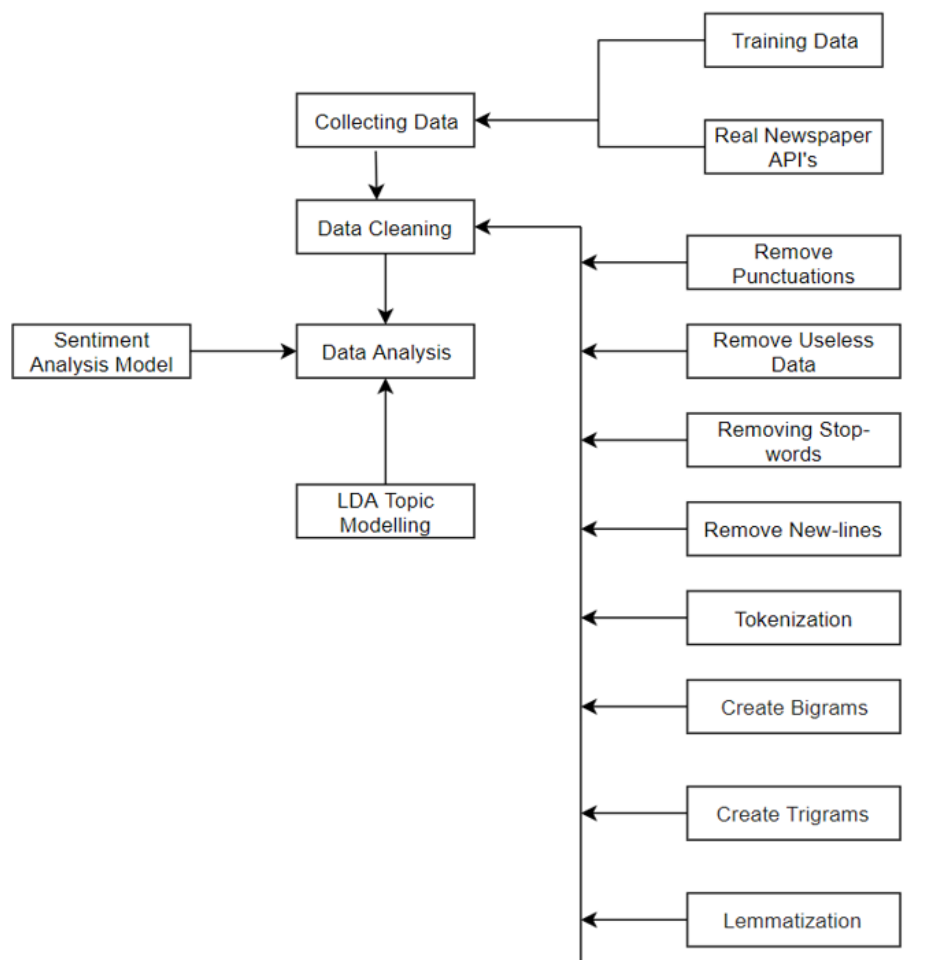 Training Data
Collecting Data
Real Newspaper
API's
Data Cleaning
Remove
Punctuations
Sentiment
Analysis Model
Data Analysis
Remove Useless
Data
Removing Stop-
words
LDA Topic
Modelling
Remove New-lines
Tokenization
Create Bigrams
Create Trigrams
Lemmatization